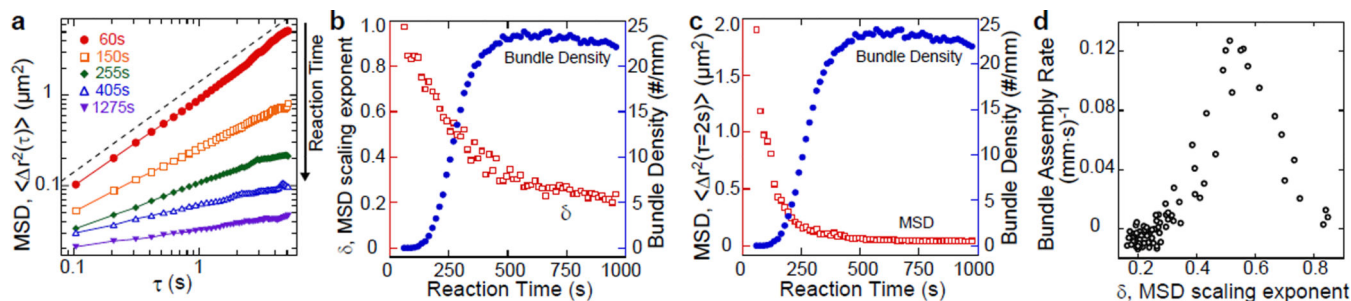 a
MSD, <Δr²(τ)> (μm²)
1
0.1
0.1
1
τ (s)
60s
150s
255s
405s
1275s
Reaction Time
b
δ, MSD scaling exponent
1.0
0.8
0.6
0.4
0.2
0
0
250
500
750
1000
Reaction Time (s)
Bundle Density
δ
25
20
15
10
5
0
Bundle Density (#/mm)
c
MSD, <Δr²(τ=2s)> (μm²)
2.0
1.5
1.0
0.5
0
0
250
500
750
1000
Reaction Time (s)
Bundle Density
MSD
25
20
15
10
5
0
Bundle Density (#/mm)
d
Bundle Assembly Rate
(mm·s)⁻¹
0.12
0.08
0.04
0
0.2
0.4
0.6
0.8
δ, MSD scaling exponent